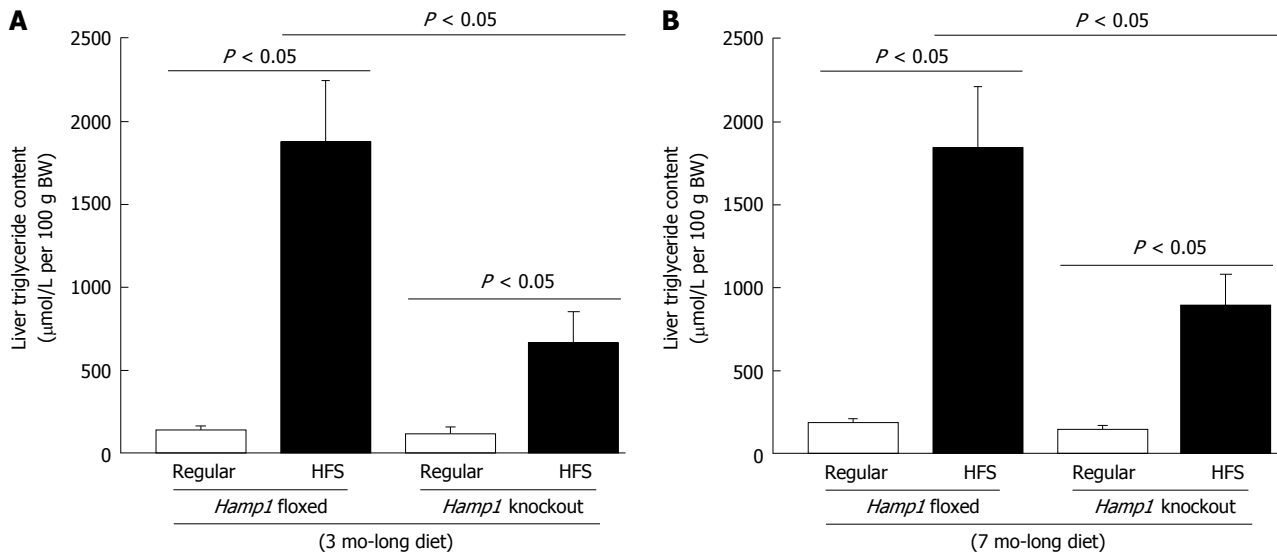 A
P < 0.05
2500
P < 0.05
2000
1500
1000
P < 0.05
500
0
Liver triglyceride content
(μmol/L per 100 g BW)
Regular HFS Regular HFS
Hamp1 floxed Hamp1 knockout
(3 mo-long diet)
B
P < 0.05
2500
P < 0.05
2000
1500
P < 0.05
1000
500
0
Liver triglyceride content
(μmol/L per 100 g BW)
Regular HFS Regular HFS
Hamp1 floxed Hamp1 knockout
(7 mo-long diet)